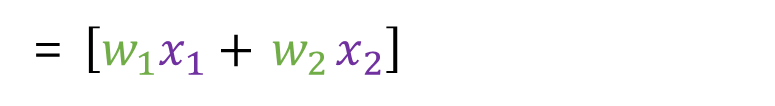 = [w₁x₁ + w₂x₂]